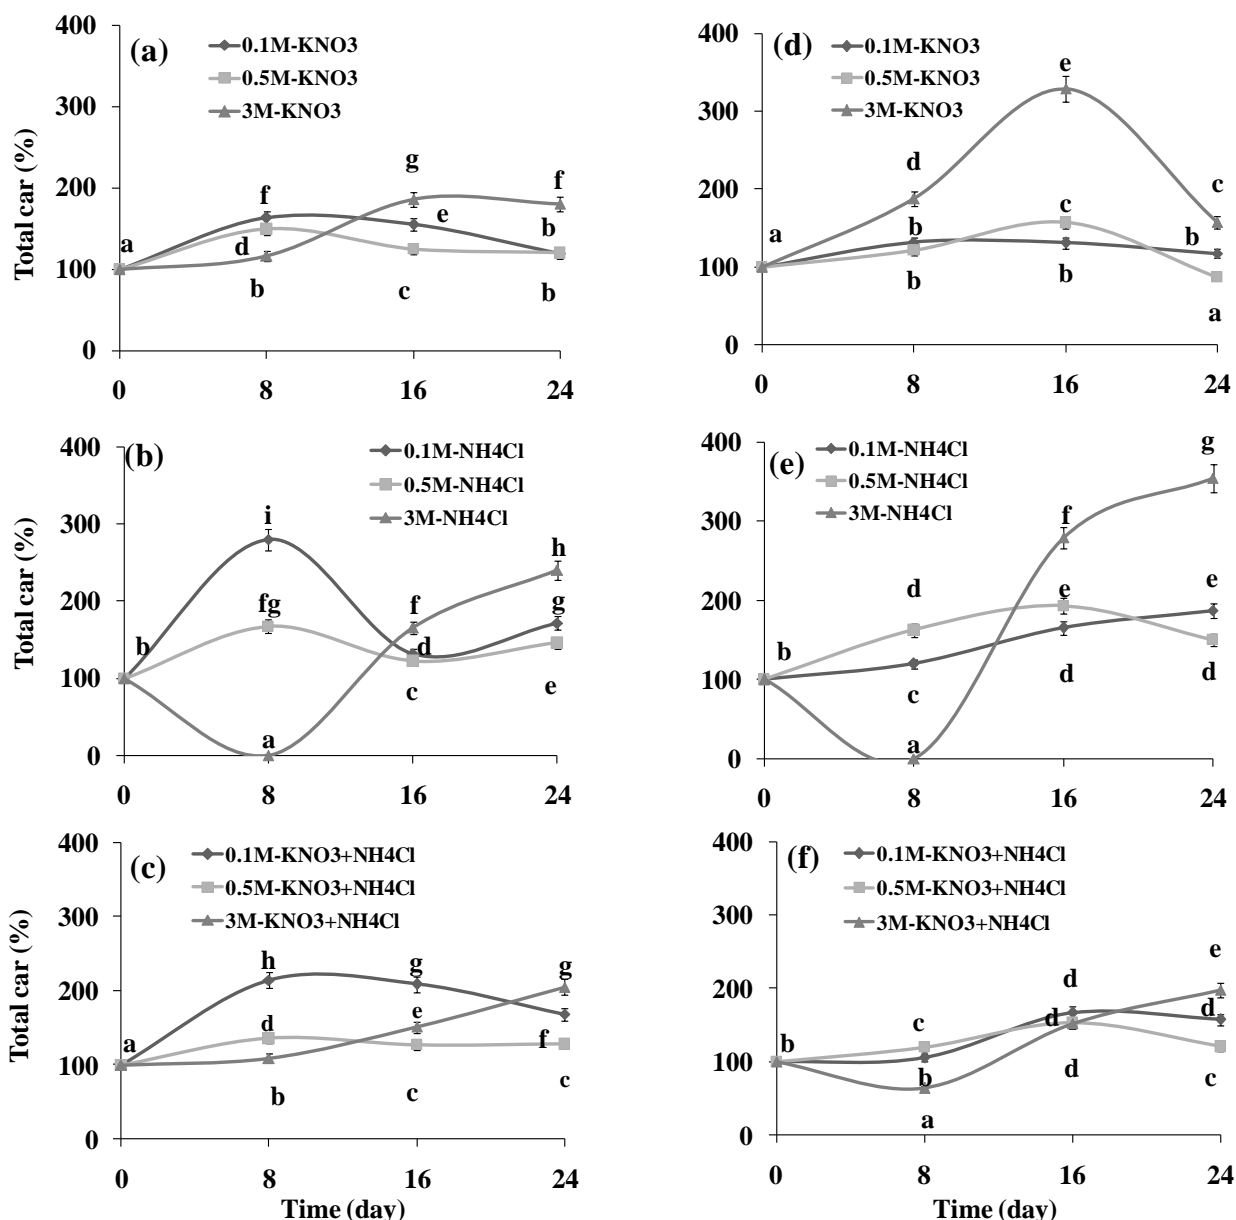 400
(a)
0.1M-KNO3
0.5M-KNO3
3M-KNO3
300
200
100
0
Total car (%)
a
f
d
b
g
e
c
f
b
b
0
8
16
24
400
(d)
0.1M-KNO3
0.5M-KNO3
3M-KNO3
300
200
100
0
a
d
b
b
e
c
b
c
b
a
0
8
16
24
400
(b)
0.1M-NH4Cl
0.5M-NH4Cl
3M-NH4Cl
300
200
100
0
Total car (%)
b
i
fg
a
f
d
c
h
g
e
0
8
16
24
400
(e)
0.1M-NH4Cl
0.5M-NH4Cl
3M-NH4Cl
300
200
100
0
b
d
c
a
f
e
d
g
e
d
0
8
16
24
400
(c)
0.1M-KNO3+NH4Cl
0.5M-KNO3+NH4Cl
3M-KNO3+NH4Cl
300
200
100
0
Total car (%)
a
h
d
b
g
e
c
g
f
c
0
8
16
24
Time (day)
400
(f)
0.1M-KNO3+NH4Cl
0.5M-KNO3+NH4Cl
3M-KNO3+NH4Cl
300
200
100
0
b
c
b
a
d
d
d
e
d
c
0
8
16
24
Time (day)